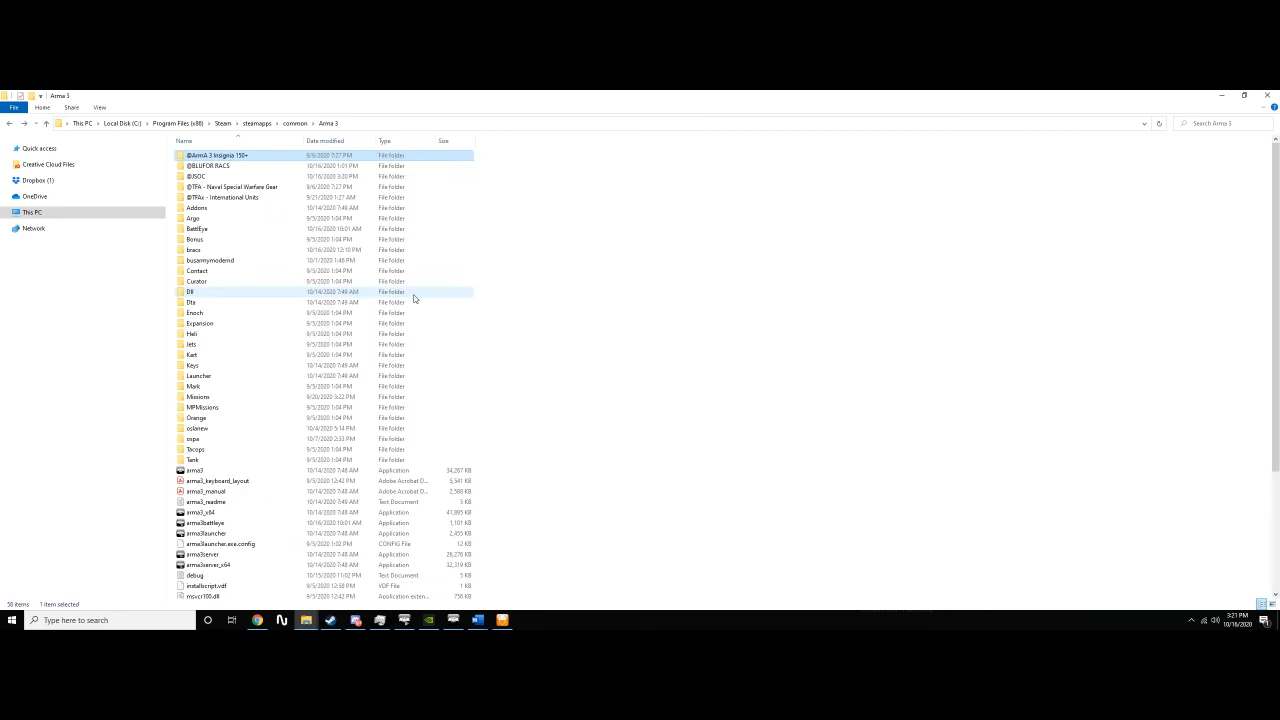 Arma 3
File Home Share View
This PC Local Disk (C:) Program Files (x86) Steam steamapps common Arma 3 Search Arma 3
Name Date modified Type Size
Quick access
Creative Cloud Files
Dropbox (1)
OneDrive
This PC
Network
@ArmA 3 Insignia 150+ 9/6/2020 7:27 PM File folder
@BLUFOR RACS 10/16/2020 1:01 PM File folder
@JSOC 10/16/2020 3:20 PM File folder
@TFA - Naval Special Warfare Gear 9/6/2020 7:27 PM File folder
@TFAx - International Units 9/21/2020 1:27 AM File folder
Addons 10/14/2020 7:49 AM File folder
Argo 9/5/2020 1:04 PM File folder
BattlEye 10/16/2020 10:01 AM File folder
Bonus 9/5/2020 1:04 PM File folder
bracs 10/16/2020 12:10 PM File folder
busarmymodernd 10/1/2020 1:46 PM File folder
Contact 9/5/2020 1:04 PM File folder
Curator 9/5/2020 1:04 PM File folder
Dll 10/14/2020 7:49 AM File folder
Dta 10/14/2020 7:49 AM File folder
Enoch 9/5/2020 1:04 PM File folder
Expansion 9/5/2020 1:04 PM File folder
Heli 9/5/2020 1:04 PM File folder
Jets 9/5/2020 1:04 PM File folder
Kart 9/5/2020 1:04 PM File folder
Keys 10/14/2020 7:49 AM File folder
Launcher 10/14/2020 7:49 AM File folder
Mark 9/5/2020 1:04 PM File folder
Missions 9/20/2020 3:22 PM File folder
MPMissions 9/5/2020 1:04 PM File folder
Orange 9/5/2020 1:04 PM File folder
oslanew 10/4/2020 5:14 PM File folder
ospa 10/7/2020 2:33 PM File folder
Tacops 9/5/2020 1:04 PM File folder
Tank 9/5/2020 1:04 PM File folder
arma3 10/14/2020 7:48 AM Application 34,267 KB
arma3_keyboard_layout 9/5/2020 12:42 PM Adobe Acrobat D... 5,541 KB
arma3_manual 10/14/2020 7:48 AM Adobe Acrobat D... 2,588 KB
arma3_readme 10/14/2020 7:49 AM Text Document 5 KB
arma3_x64 10/14/2020 7:48 AM Application 41,895 KB
arma3battleye 10/16/2020 10:01 AM Application 1,101 KB
arma3launcher 10/14/2020 7:48 AM Application 2,455 KB
arma3launcher.exe.config 9/5/2020 1:02 PM CONFIG File 12 KB
arma3server 10/14/2020 7:48 AM Application 26,276 KB
arma3server_x64 10/14/2020 7:48 AM Application 32,319 KB
debug 10/15/2020 11:02 PM Text Document 5 KB
installscript.vdf 9/5/2020 12:58 PM VDF File 1 KB
msvcr100.dll 9/5/2020 12:42 PM Application exten... 756 KB
58 items 1 item selected
Type here to search
3:21 PM
10/16/2020